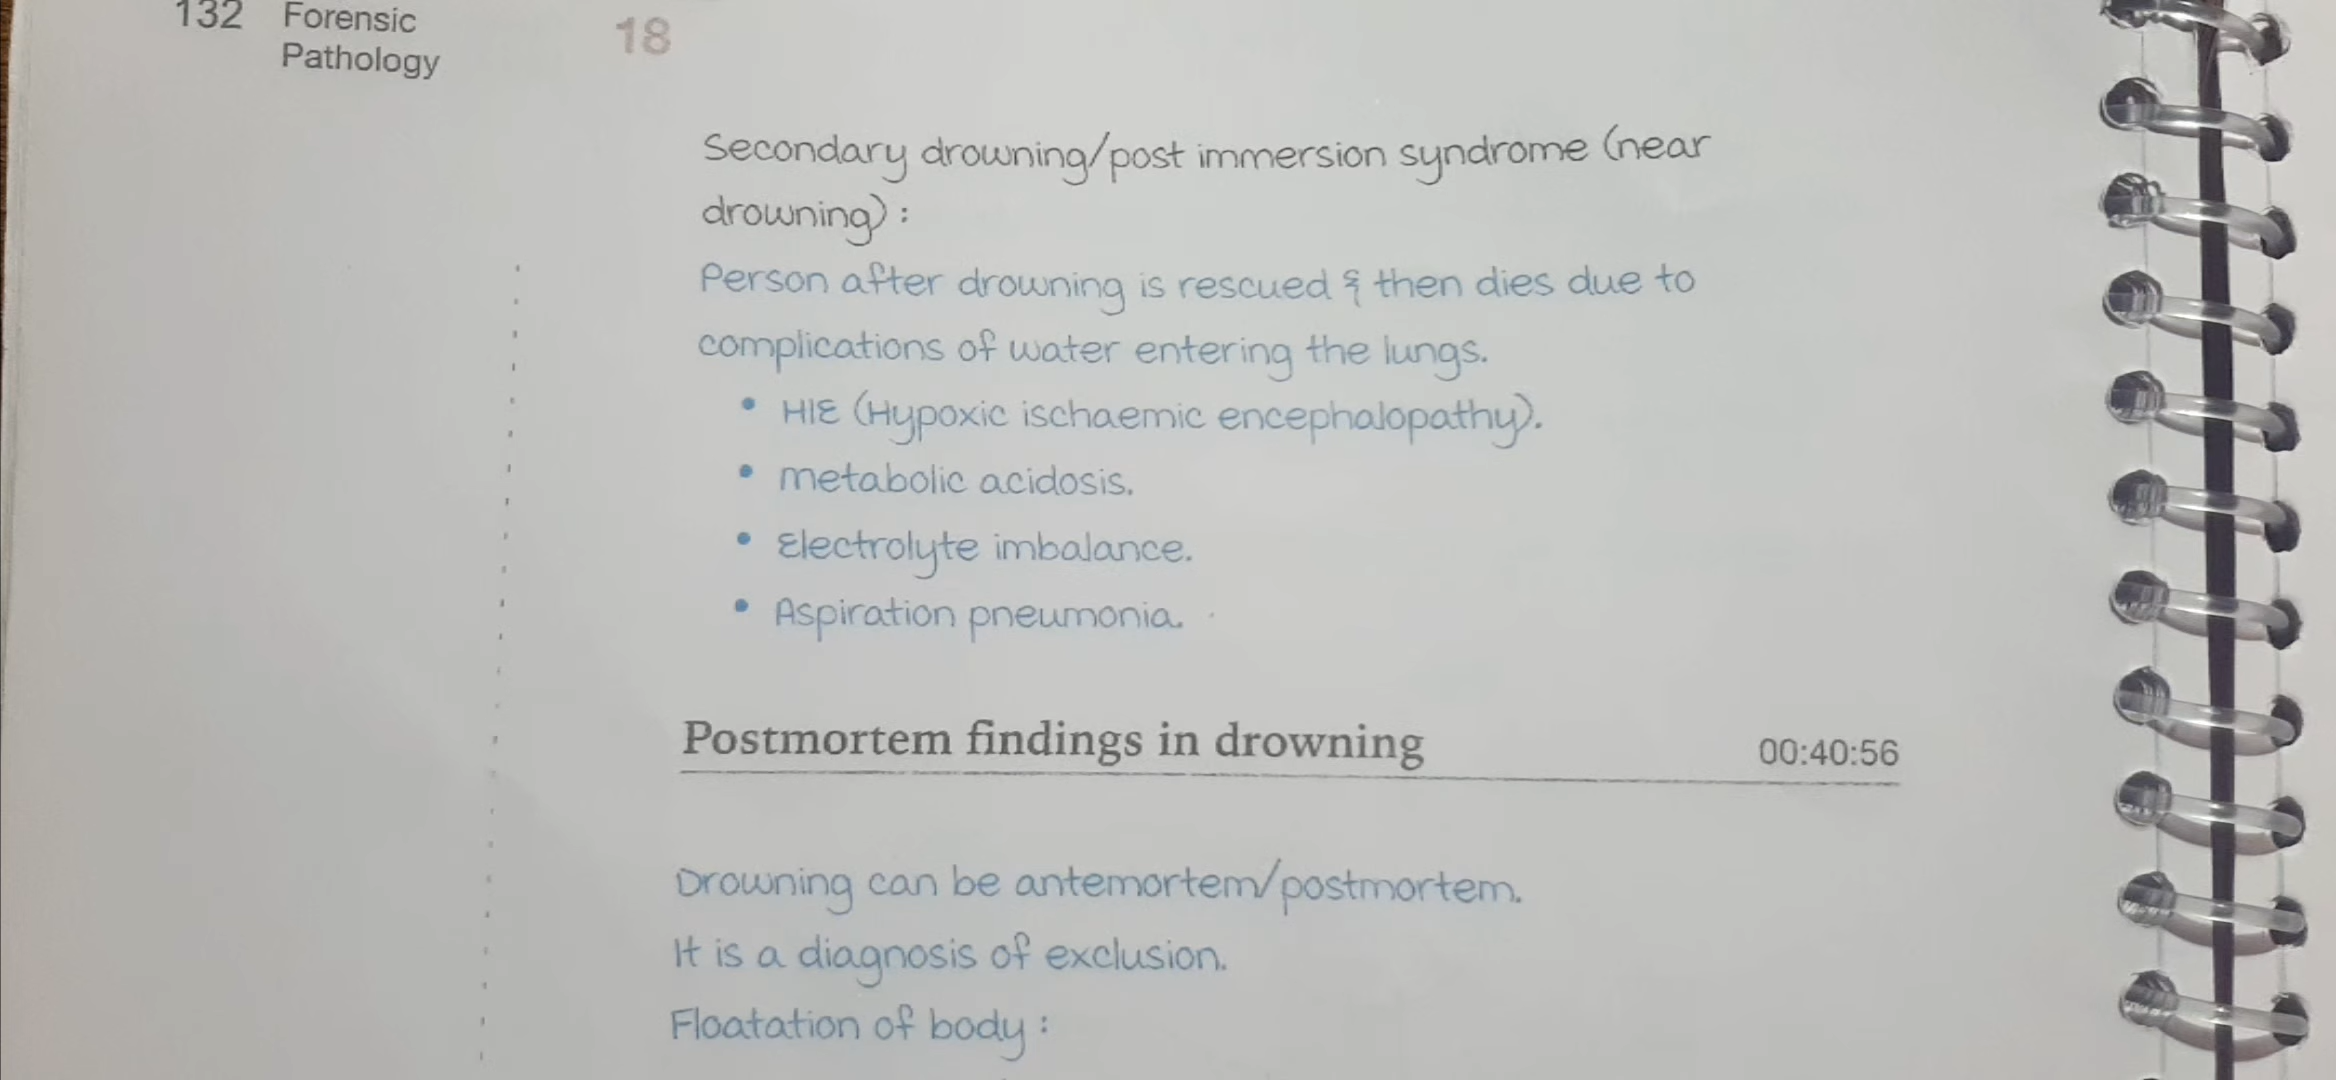 132 Forensic
Pathology
18
Secondary drowning/post immersion syndrome (near
drowning) :
Person after drowning is rescued & then dies due to
complications of water entering the lungs.
• HIE (Hypoxic ischaemic encephalopathy).
• metabolic acidosis.
• Electrolyte imbalance.
• Aspiration pneumonia.
Postmortem findings in drowning 00:40:56
Drowning can be antemortem/postmortem.
It is a diagnosis of exclusion.
Floatation of body :